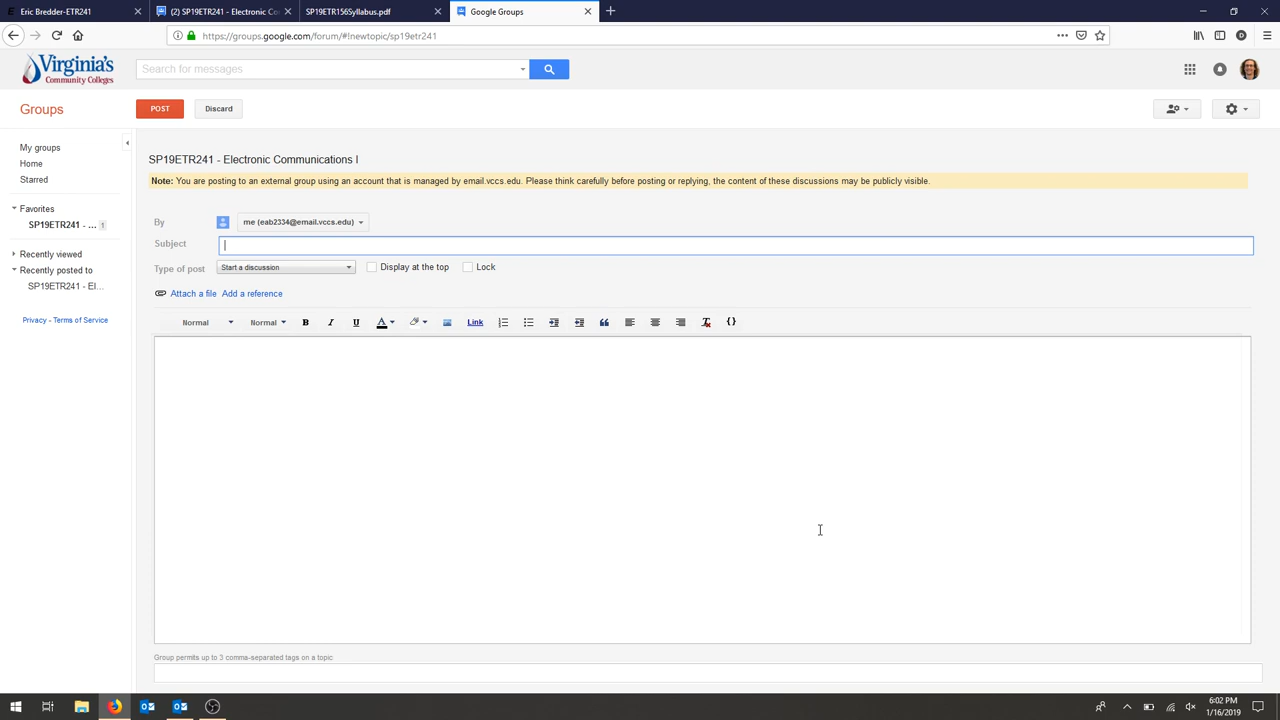 Eric Bredder-ETR241
(2) SP19ETR241 - Electronic Co
SP19ETR156Syllabus.pdf
Google Groups
https://groups.google.com/forum/#!newtopic/sp19etr241
Virginia's
Community Colleges
Search for messages
Groups
POST
Discard
My groups
Home
Starred
Favorites
SP19ETR241 - ... 1
Recently viewed
Recently posted to
SP19ETR241 - El...
Privacy - Terms of Service
SP19ETR241 - Electronic Communications I
Note: You are posting to an external group using an account that is managed by email.vccs.edu. Please think carefully before posting or replying, the content of these discussions may be publicly visible.
By me (eab2334@email.vccs.edu)
Subject
Type of post Start a discussion Display at the top Lock
Attach a file Add a reference
Normal Normal B I U A Link {}
Group permits up to 3 comma-separated tags on a topic
6:02 PM
1/16/2019